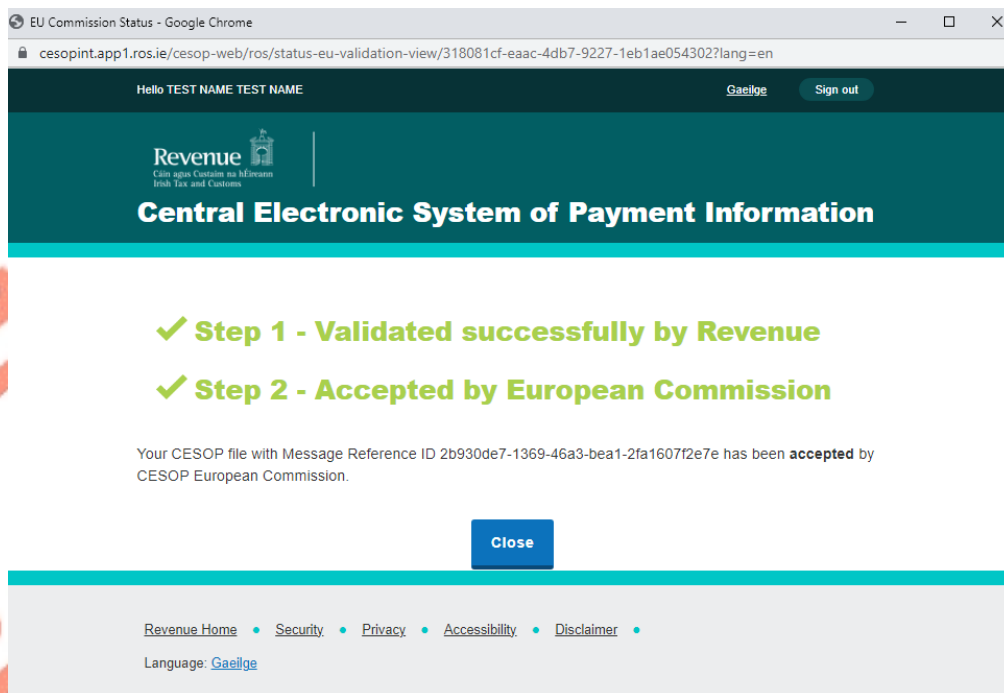 EU Commission Status - Google Chrome
cesopint.app1.ros.ie/cesop-web/ros/status-eu-validation-view/318081cf-eaac-4db7-9227-1eb1ae054302?lang=en
Hello TEST NAME TEST NAME
Gaeilge
Sign out
Revenue
Cáin agus Custaim na hÉireann
Irish Tax and Customs
Central Electronic System of Payment Information
Step 1 - Validated successfully by Revenue
Step 2 - Accepted by European Commission
Your CESOP file with Message Reference ID 2b930de7-1369-46a3-bea1-2fa1607f2e7e has been accepted by
CESOP European Commission.
Close
Revenue Home • Security • Privacy • Accessibility • Disclaimer •
Language: Gaeilge